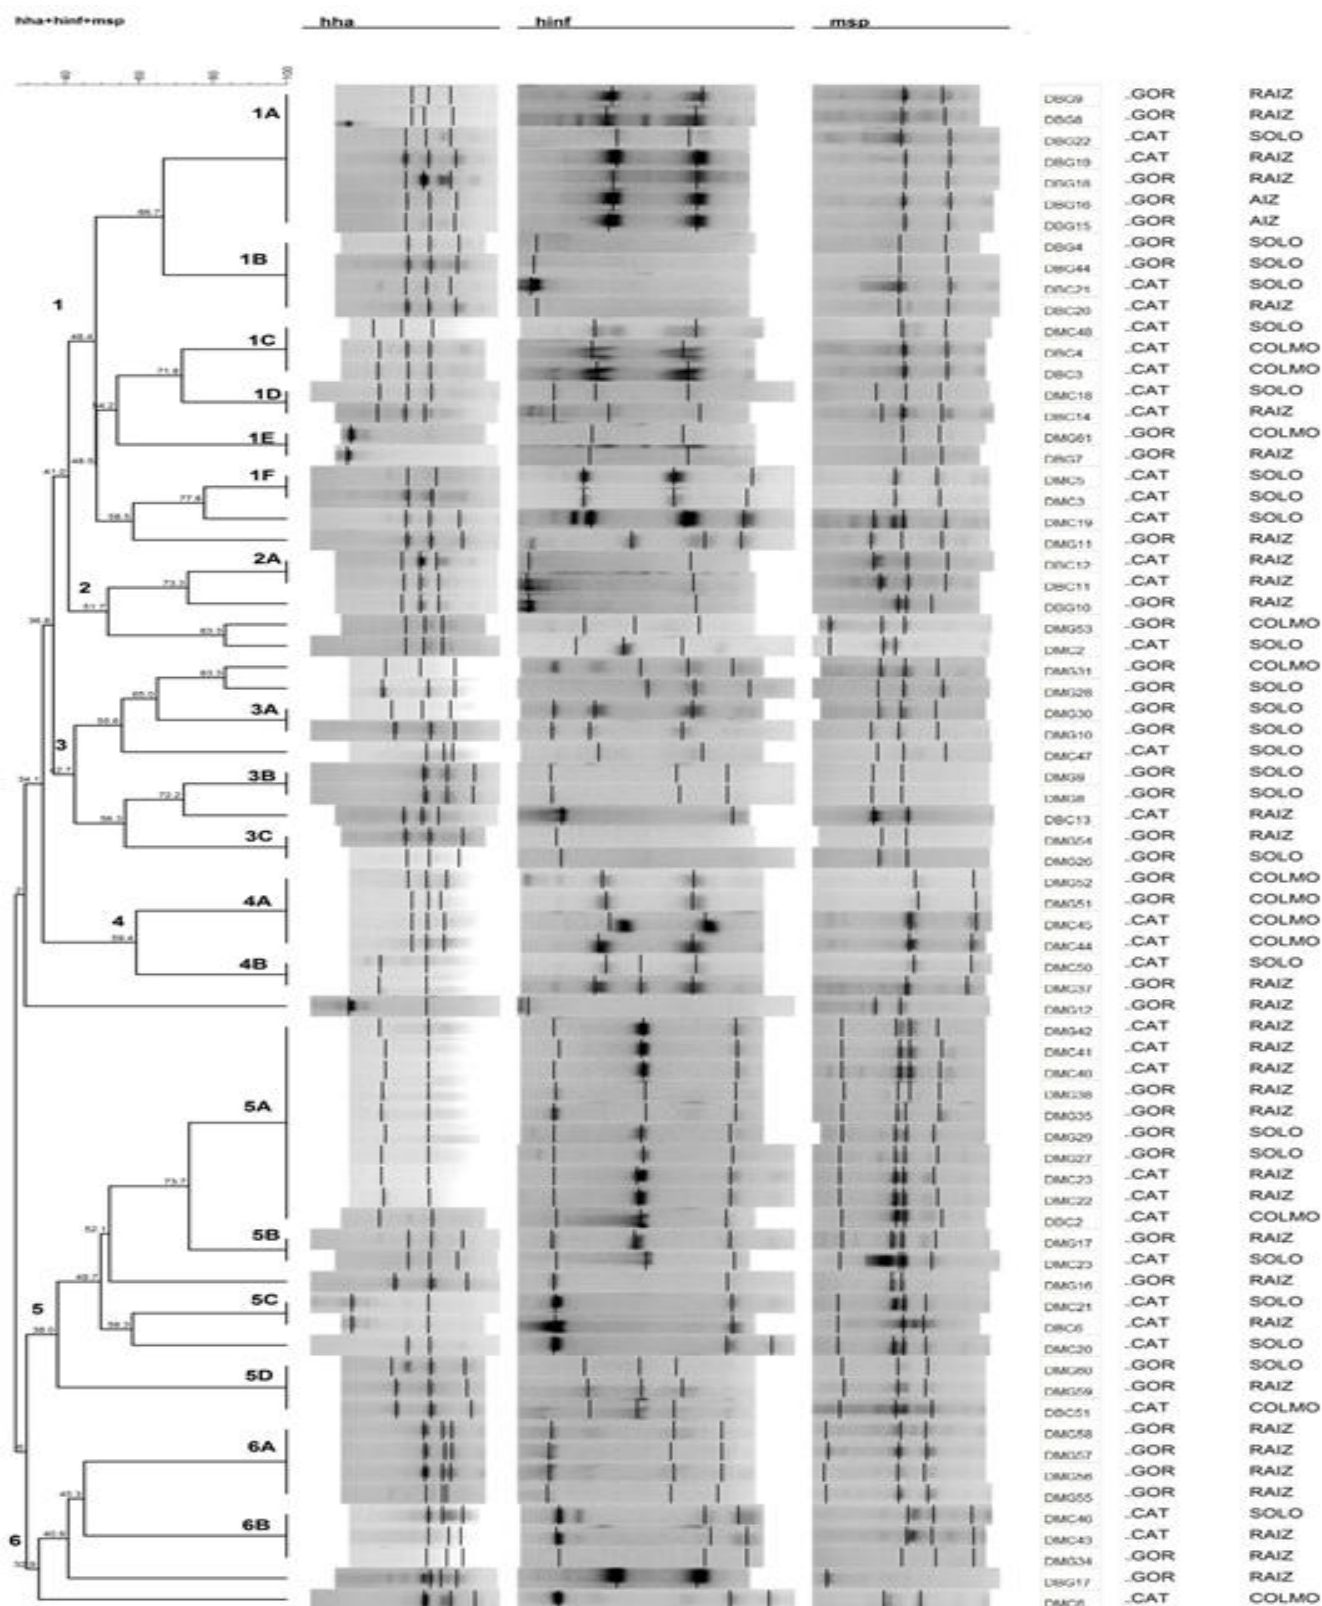 hha+hinf+msp hha hinf msp
100
1A DBG9 .GOR RAIZ
DBG8 .GOR RAIZ
DBG22 .CAT SOLO
DBG19 .CAT RAIZ
DBG18 .GOR RAIZ
DBG16 .GOR AIZ
DBG15 .GOR AIZ
DBG4 .GOR SOLO
1B DBG44 .GOR SOLO
DBC21 .CAT SOLO
1 DBC20 .CAT RAIZ
DMC48 .CAT SOLO
1C DBC4 .CAT COLMO
DBC3 .CAT COLMO
1D DMC18 .CAT SOLO
DBC14 .CAT RAIZ
1E DMG61 .GOR COLMO
DBG7 .GOR RAIZ
1F DMC5 .CAT SOLO
DMC3 .CAT SOLO
DMC19 .CAT SOLO
DMG11 .GOR RAIZ
2A DBC12 .CAT RAIZ
2 DBC11 .CAT RAIZ
DBG10 .GOR RAIZ
DMG53 .GOR COLMO
DMC2 .CAT SOLO
DMG31 .GOR COLMO
DMG28 .GOR SOLO
3A DMG30 .GOR SOLO
DMG10 .GOR SOLO
3 DMC47 .CAT SOLO
3B DMG9 .GOR SOLO
DMG8 .GOR SOLO
DBC13 .CAT RAIZ
3C DMG54 .GOR RAIZ
DMG26 .GOR SOLO
DMG52 .GOR COLMO
4A DMG51 .GOR COLMO
4 DMC45 .CAT COLMO
DMC44 .CAT COLMO
4B DMC50 .CAT SOLO
DMC37 .GOR RAIZ
DMG12 .GOR RAIZ
DMG42 .CAT RAIZ
DMC41 .CAT RAIZ
DMC40 .CAT RAIZ
DMG38 .GOR RAIZ
5A DMG35 .GOR RAIZ
DMG29 .GOR SOLO
DMG27 .GOR SOLO
73.7 DMC23 .CAT RAIZ
DMC22 .CAT RAIZ
52.1 DBC2 .CAT COLMO
5B DMG17 .GOR RAIZ
DMC23 .CAT SOLO
DMG16 .GOR RAIZ
5 5C DMC21 .CAT SOLO
DBC6 .CAT RAIZ
DMC20 .CAT SOLO
5D DMG60 .GOR SOLO
DMG59 .GOR RAIZ
DBC51 .CAT COLMO
DMG58 .GOR RAIZ
6A DMG57 .GOR RAIZ
DMG56 .GOR RAIZ
DMG55 .GOR RAIZ
6B DMC46 .CAT SOLO
6 DMC43 .CAT RAIZ
DMG34 .GOR RAIZ
DBG17 .GOR RAIZ
DMC6 .CAT COLMO